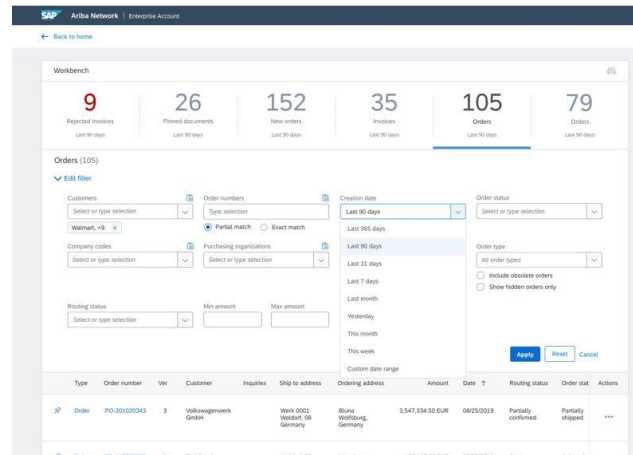 SAP Ariba Network | Enterprise Account
← Back to home
Workbench
9 26 152 35 105 79
Rejected invoices Pinned documents New orders Invoices Orders Orders
Last 90 days Last 90 days Last 90 days Last 90 days Last 90 days Last 90 days
Orders (105)
Edit filter
Customers Order numbers Creation date Order status
Select or type selection Type selection Last 90 days Select or type selection
Walmart, +9 × Partial match Exact match Last 365 days
Company codes Purchasing organizations Last 90 days Order type
Select or type selection Select or type selection Last 31 days All order types
Last 7 days Include obsolete orders
Show hidden orders only
Routing status Min amount Max amount Last month
Select or type selection Yesterday
This month
This week Apply Reset Cancel
Custom date range
Type Order number Ver Customer Inquiries Ship to address Ordering address Amount Date ↑ Routing status Order stat Actions
Order PO-201020343 3 Volkswagenwerk Werk 0001 Bluna 3,547,334.50 EUR 08/25/2019 Partially Partially ...
GmbH Waldorf, 08 Wolfsburg, confirmed shipped
Germany Germany